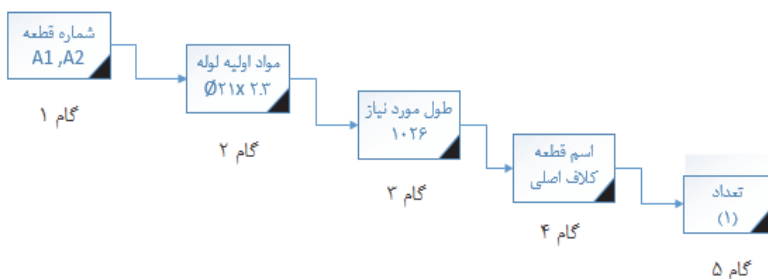 شماره قطعه
A1 ,A2
گام ۱
مواد اولیه لوله
Ø۲۱x ۲.۳
گام ۲
طول مورد نیاز
۱۰۲۶
گام ۳
اسم قطعه
کلاف اصلی
گام ۴
تعداد
(۱)
گام ۵